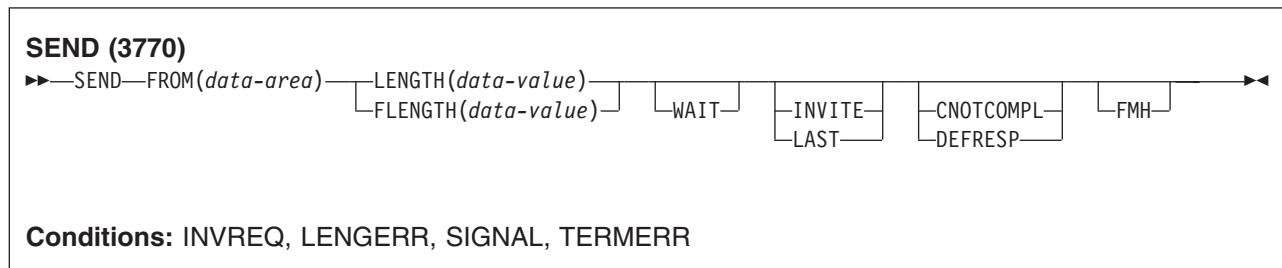 SEND (3770)
SEND FROM(data-area) LENGTH(data-value)
FLENGTH(data-value) WAIT INVITE CNOTCOMPL FMH
LAST DEFRESP
Conditions: INVREQ, LENGERR, SIGNAL, TERMERR